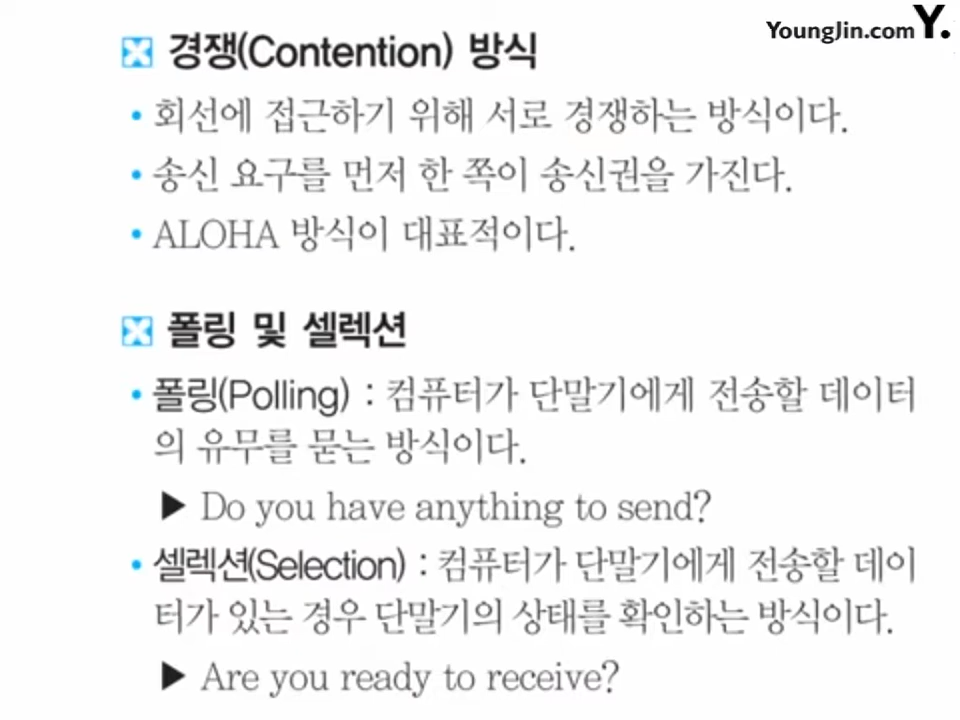 YoungJin.com Y.
경쟁(Contention) 방식
• 회선에 접근하기 위해 서로 경쟁하는 방식이다.
• 송신 요구를 먼저 한 쪽이 송신권을 가진다.
• ALOHA 방식이 대표적이다.
폴링 및 셀렉션
• 폴링(Polling) : 컴퓨터가 단말기에게 전송할 데이터
의 유무를 묻는 방식이다.
▶ Do you have anything to send?
• 셀렉션(Selection) : 컴퓨터가 단말기에게 전송할 데이
터가 있는 경우 단말기의 상태를 확인하는 방식이다.
▶ Are you ready to receive?